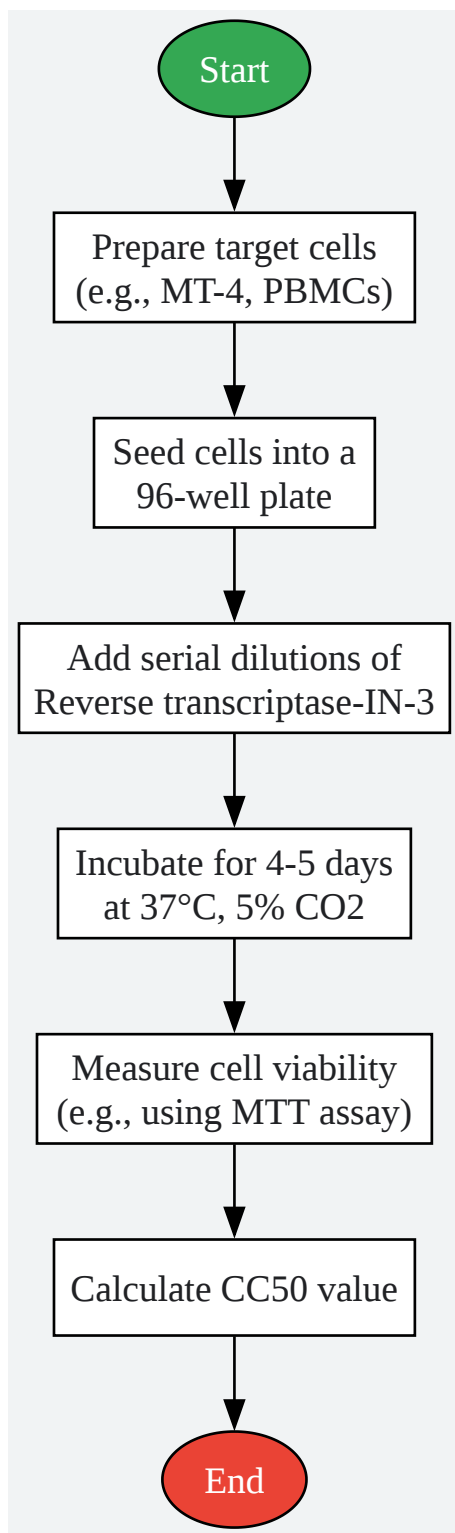 Start
Prepare target cells
(e.g., MT-4, PBMCs)
Seed cells into a
96-well plate
Add serial dilutions of
Reverse transcriptase-IN-3
Incubate for 4-5 days
at 37°C, 5% CO2
Measure cell viability
(e.g., using MTT assay)
Calculate CC50 value
End